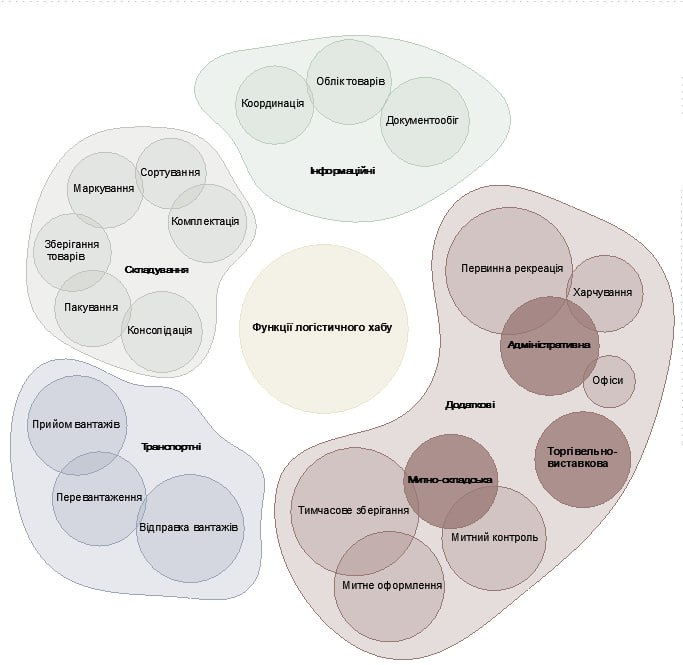 Облік товарів
Координація
Документообіг
Інформаційні
Сортування
Маркування
Комплектація
Зберігання
товарів
Складування
Пакування
Консолідація
Функції логістичного хабу
Первинна рекреація
Харчування
Адміністративна
Офіси
Додаткові
Торгівельно-
виставкова
Митно-складська
Тимчасове зберігання
Митний контроль
Митне оформлення
Прийом вантажів
Транспортні
Перевантаження
Відправка вантажів